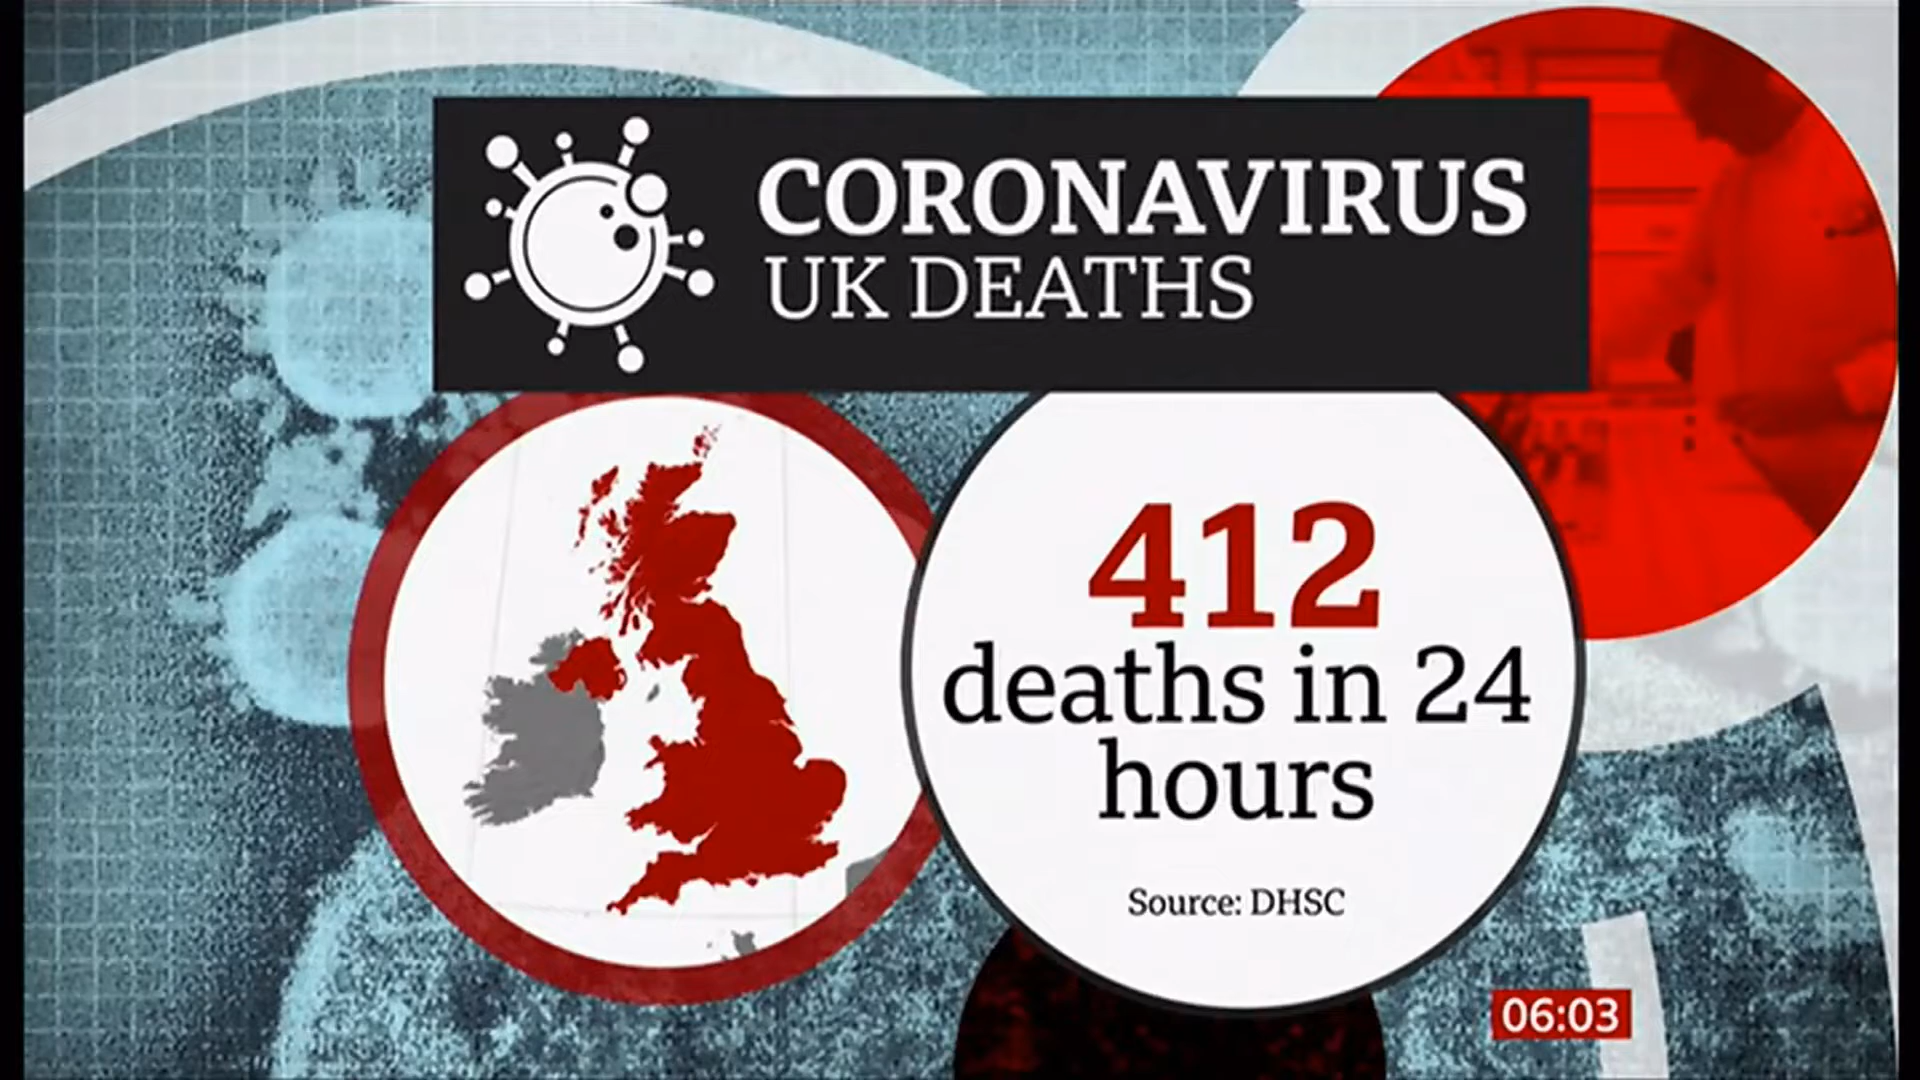 CORONAVIRUS
UK DEATHS
412
deaths in 24
hours
Source: DHSC
06:03